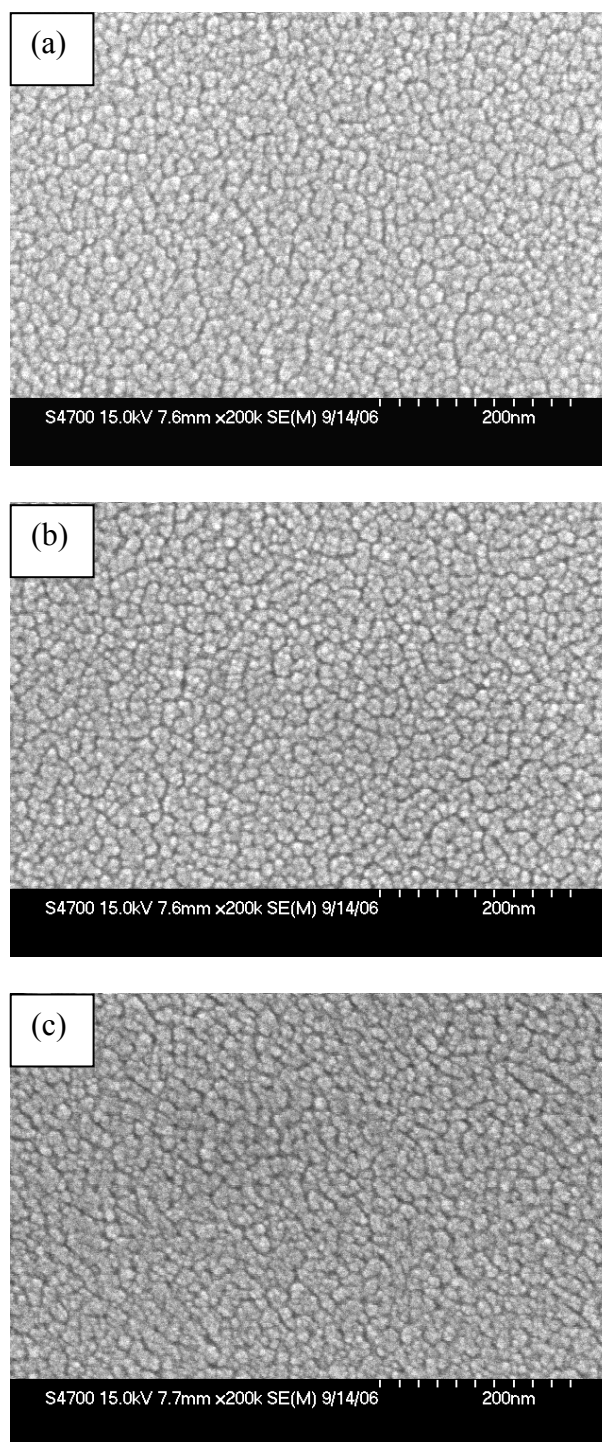 (a)
S4700 15.0kV 7.6mm x200k SE(M) 9/14/06 200nm
(b)
S4700 15.0kV 7.6mm x200k SE(M) 9/14/06 200nm
(c)
S4700 15.0kV 7.7mm x200k SE(M) 9/14/06 200nm